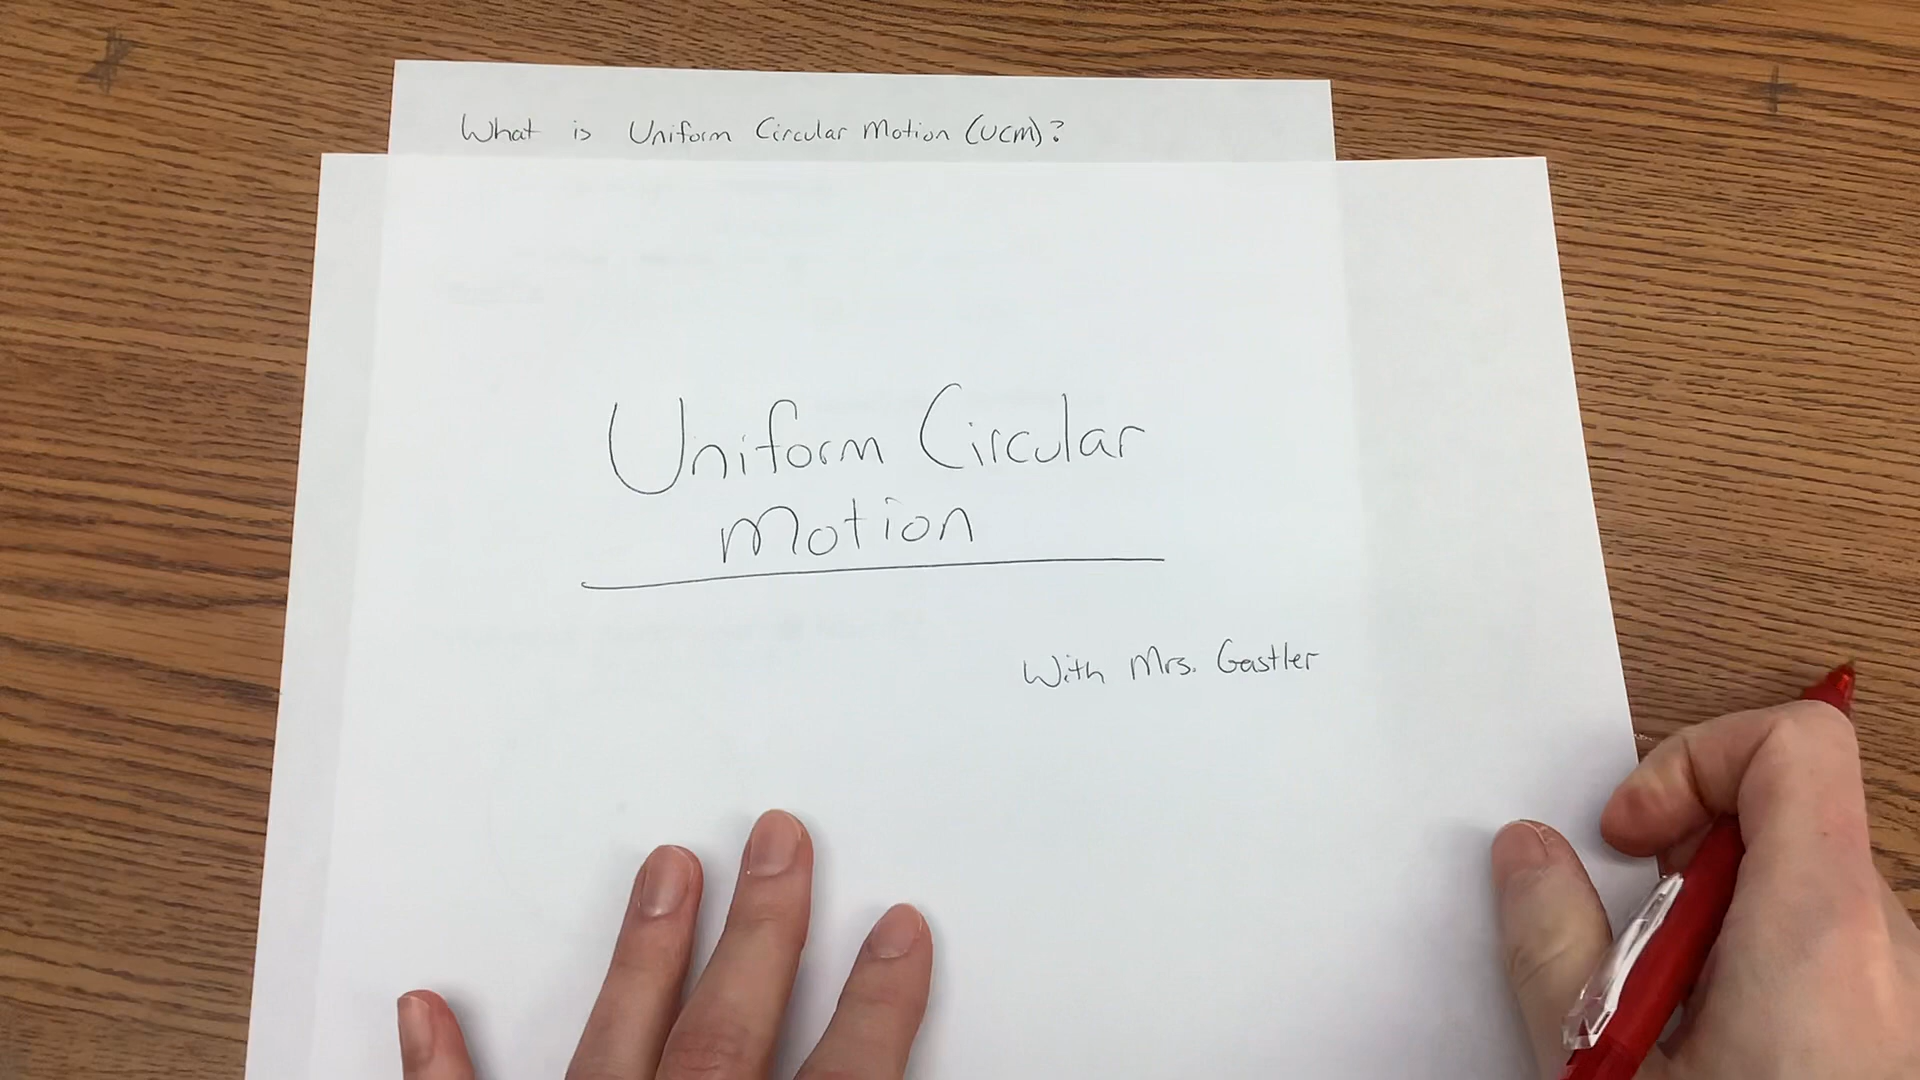 What is Uniform Circular Motion (UCM)?
Uniform Circular
Motion
With Mrs. Gastler